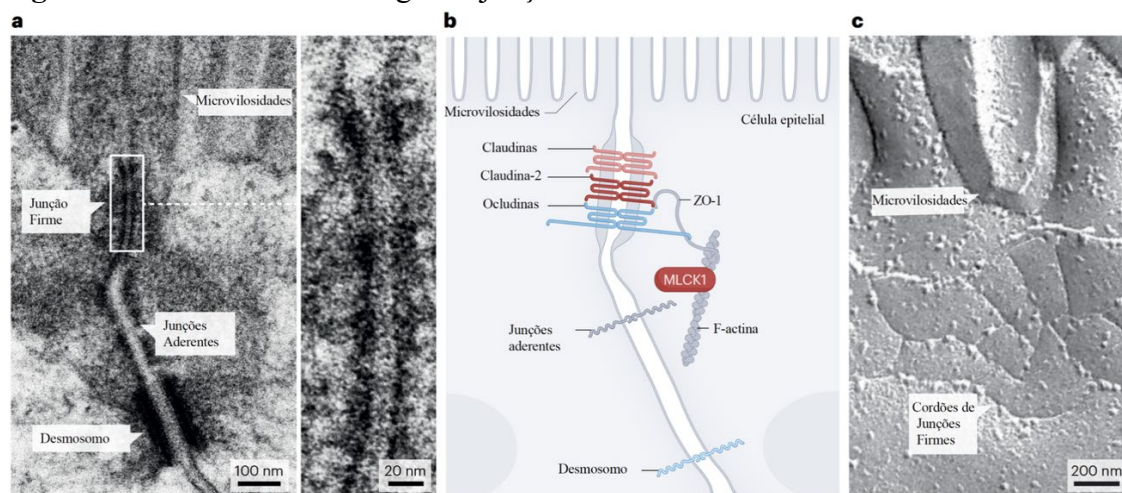 a
Microvilosidades
Junção
Firme
Junções
Aderentes
Desmosomo
100 nm
20 nm
b
Microvilosidades
Célula epitelial
Claudinas
Claudina-2
Ocludinas
ZO-1
MLCK1
Junções
aderentes
F-actina
Desmosomo
c
Microvilosidades
Cordões de
Junções
Firmes
200 nm